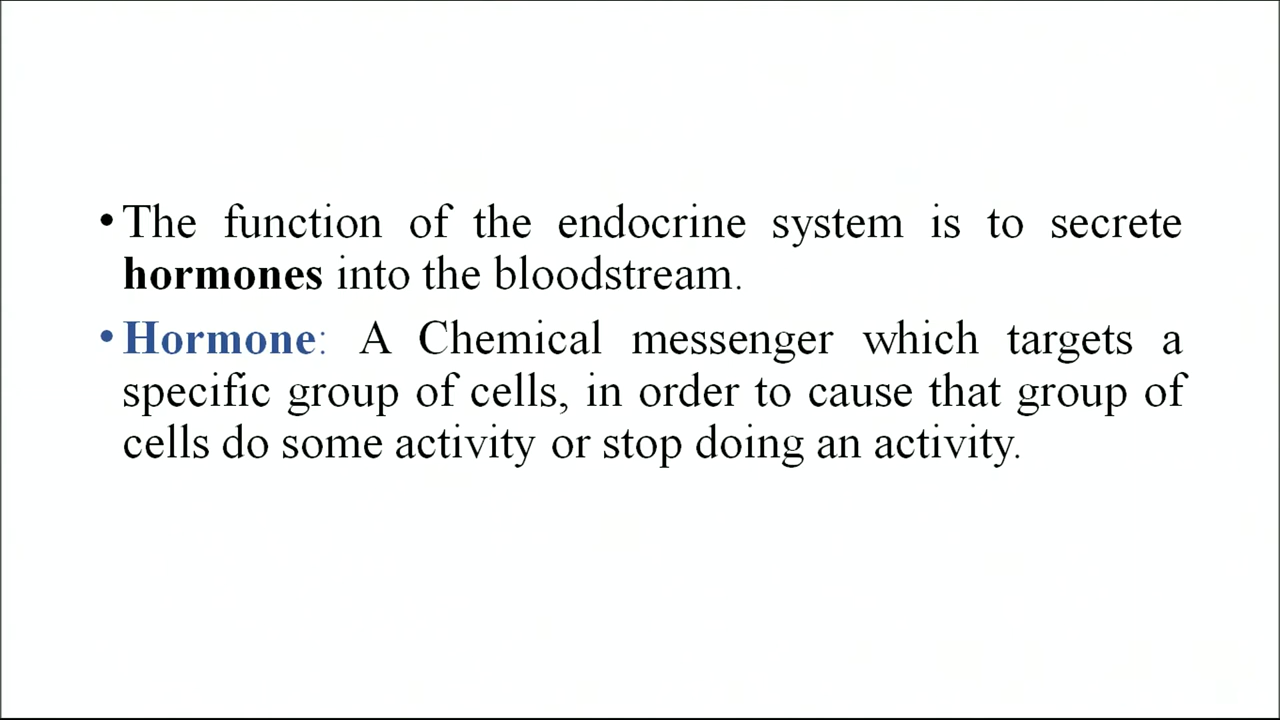 •The function of the endocrine system is to secrete
hormones into the bloodstream.
•Hormone: A Chemical messenger which targets a
specific group of cells, in order to cause that group of
cells do some activity or stop doing an activity.